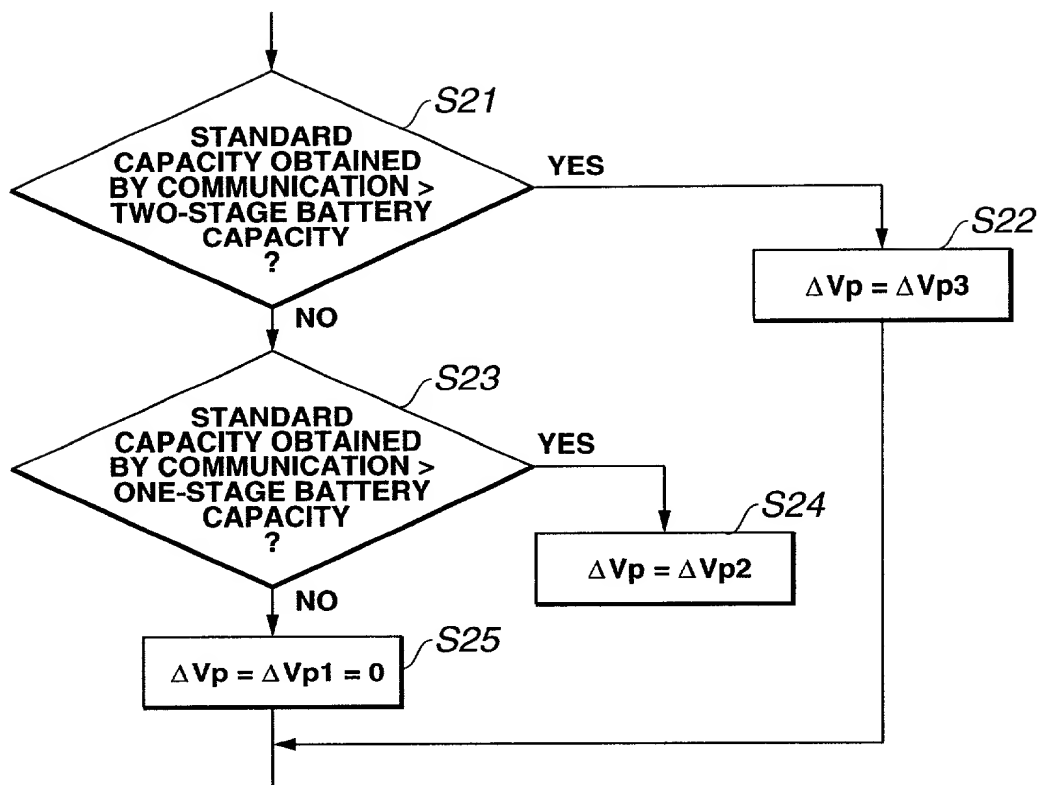 S21
STANDARD
CAPACITY OBTAINED
BY COMMUNICATION >
TWO-STAGE BATTERY
CAPACITY
?
YES
S22
ΔVp = ΔVp3
NO
S23
STANDARD
CAPACITY OBTAINED
BY COMMUNICATION >
ONE-STAGE BATTERY
CAPACITY
?
YES
S24
ΔVp = ΔVp2
NO
S25
ΔVp = ΔVp1 = 0